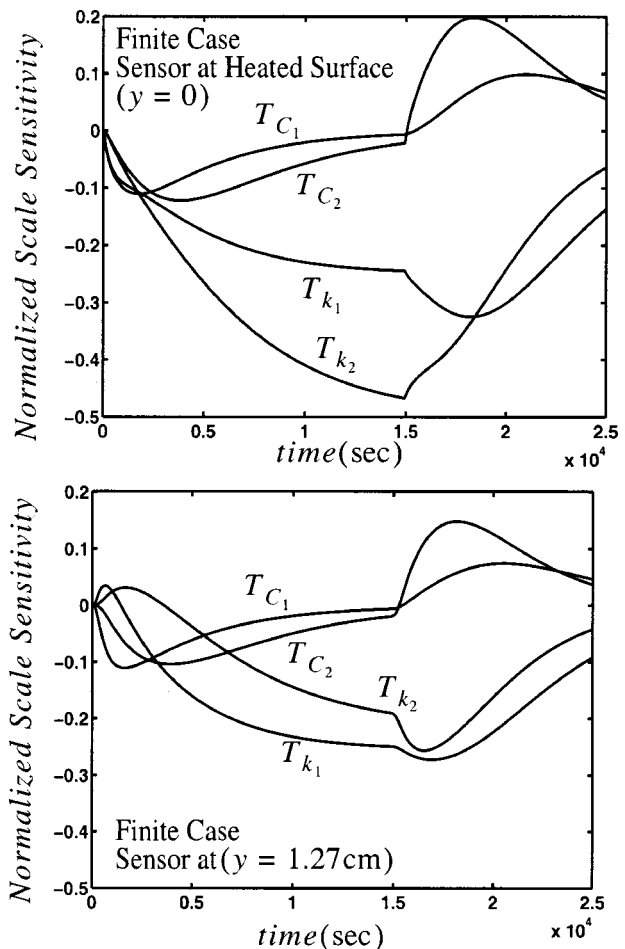 Normalized Scale Sensitivity
0.2
0.1
0
-0.1
-0.2
-0.3
-0.4
-0.5
Finite Case
Sensor at Heated Surface
(y = 0)
T_{C_1}
T_{C_2}
T_{k_1}
T_{k_2}
0 0.5 1 1.5 2 2.5
time(sec)
x 10^4
Normalized Scale Sensitivity
0.2
0.1
0
-0.1
-0.2
-0.3
-0.4
-0.5
T_{C_1}
T_{C_2}
T_{k_2}
T_{k_1}
Finite Case
Sensor at (y = 1.27cm)
0 0.5 1 1.5 2 2.5
time(sec)
x 10^4